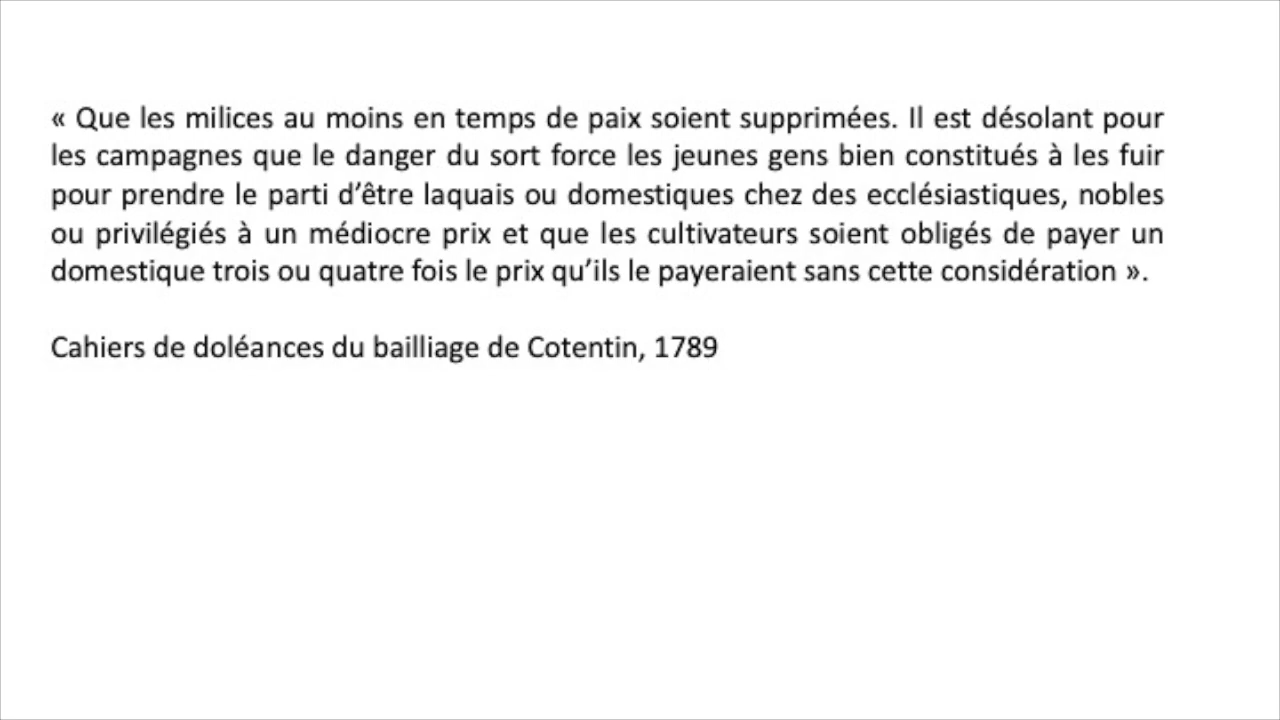 « Que les milices au moins en temps de paix soient supprimées. Il est désolant pour
les campagnes que le danger du sort force les jeunes gens bien constitués à les fuir
pour prendre le parti d’être laquais ou domestiques chez des ecclésiastiques, nobles
ou privilégiés à un médiocre prix et que les cultivateurs soient obligés de payer un
domestique trois ou quatre fois le prix qu’ils le payeraient sans cette considération ».
Cahiers de doléances du bailliage de Cotentin, 1789